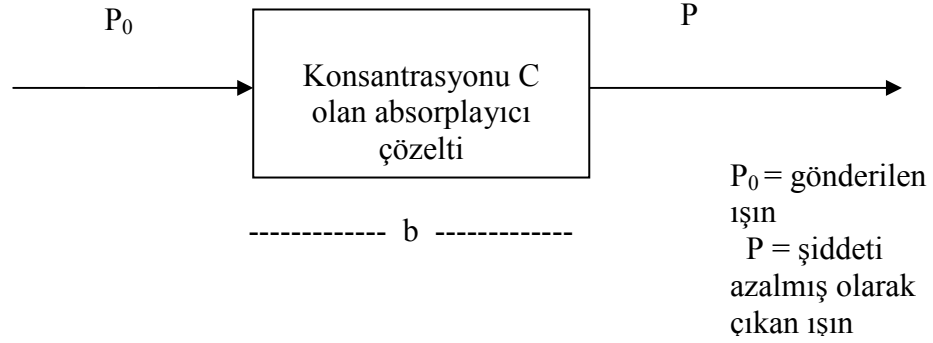 P₀
P
Konsantrasyonu C
olan absorplayıcı
çözelti
------------- b -------------
P₀ = gönderilen
ışın
P = şiddeti
azalmış olarak
çıkan ışın